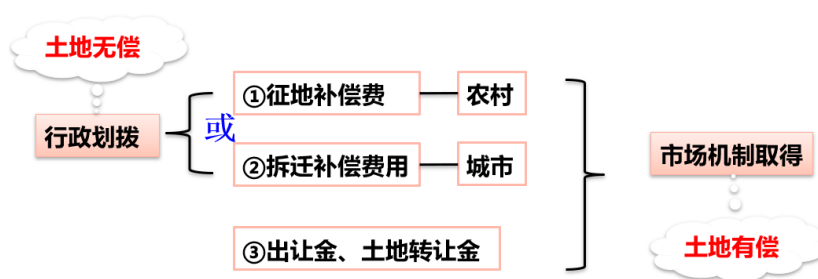 土地无偿
行政划拨
或
①征地补偿费
农村
②拆迁补偿费用
城市
③出让金、土地转让金
市场机制取得
土地有偿